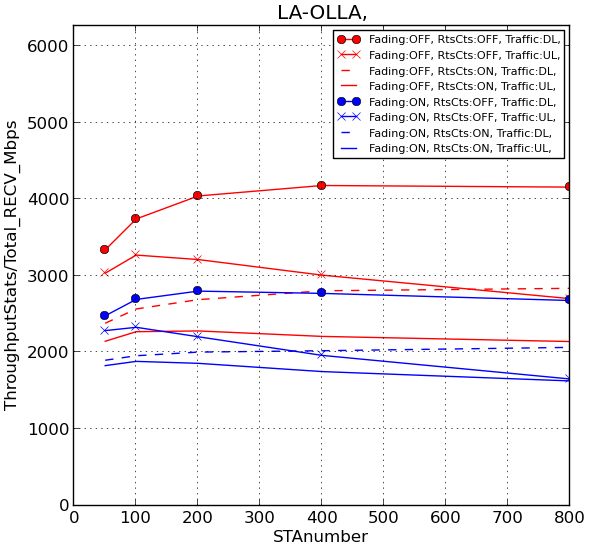 LA-OLLA,
Fading:OFF, RtsCts:OFF, Traffic:DL,
Fading:OFF, RtsCts:OFF, Traffic:UL,
Fading:OFF, RtsCts:ON, Traffic:DL,
Fading:OFF, RtsCts:ON, Traffic:UL,
Fading:ON, RtsCts:OFF, Traffic:DL,
Fading:ON, RtsCts:OFF, Traffic:UL,
Fading:ON, RtsCts:ON, Traffic:DL,
Fading:ON, RtsCts:ON, Traffic:UL,
ThroughputStats/Total_RECV_Mbps
6000
5000
4000
3000
2000
1000
0
0 100 200 300 400 500 600 700 800
STAnumber